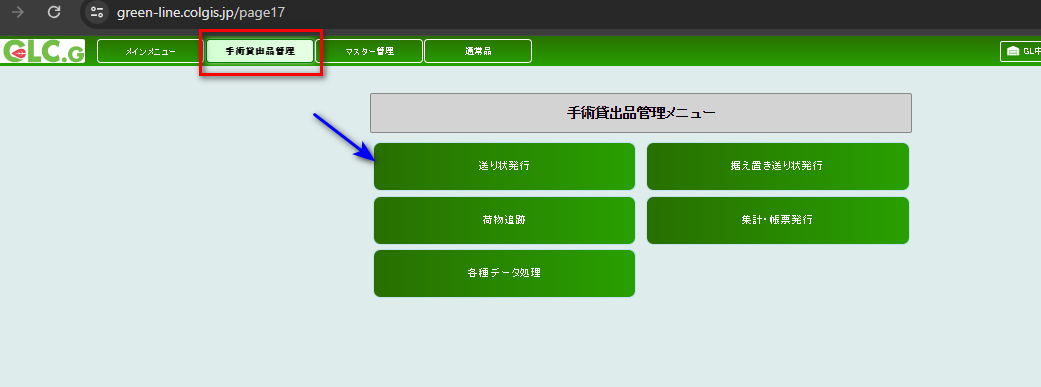 green-line.colgis.jp/page17
GLC.G
メインメニュー
手術貸出品管理
マスター管理
通常品
GL中
手術貸出品管理メニュー
送り状発行
据え置き送り状発行
荷物追跡
集計・帳票発行
各種データ処理